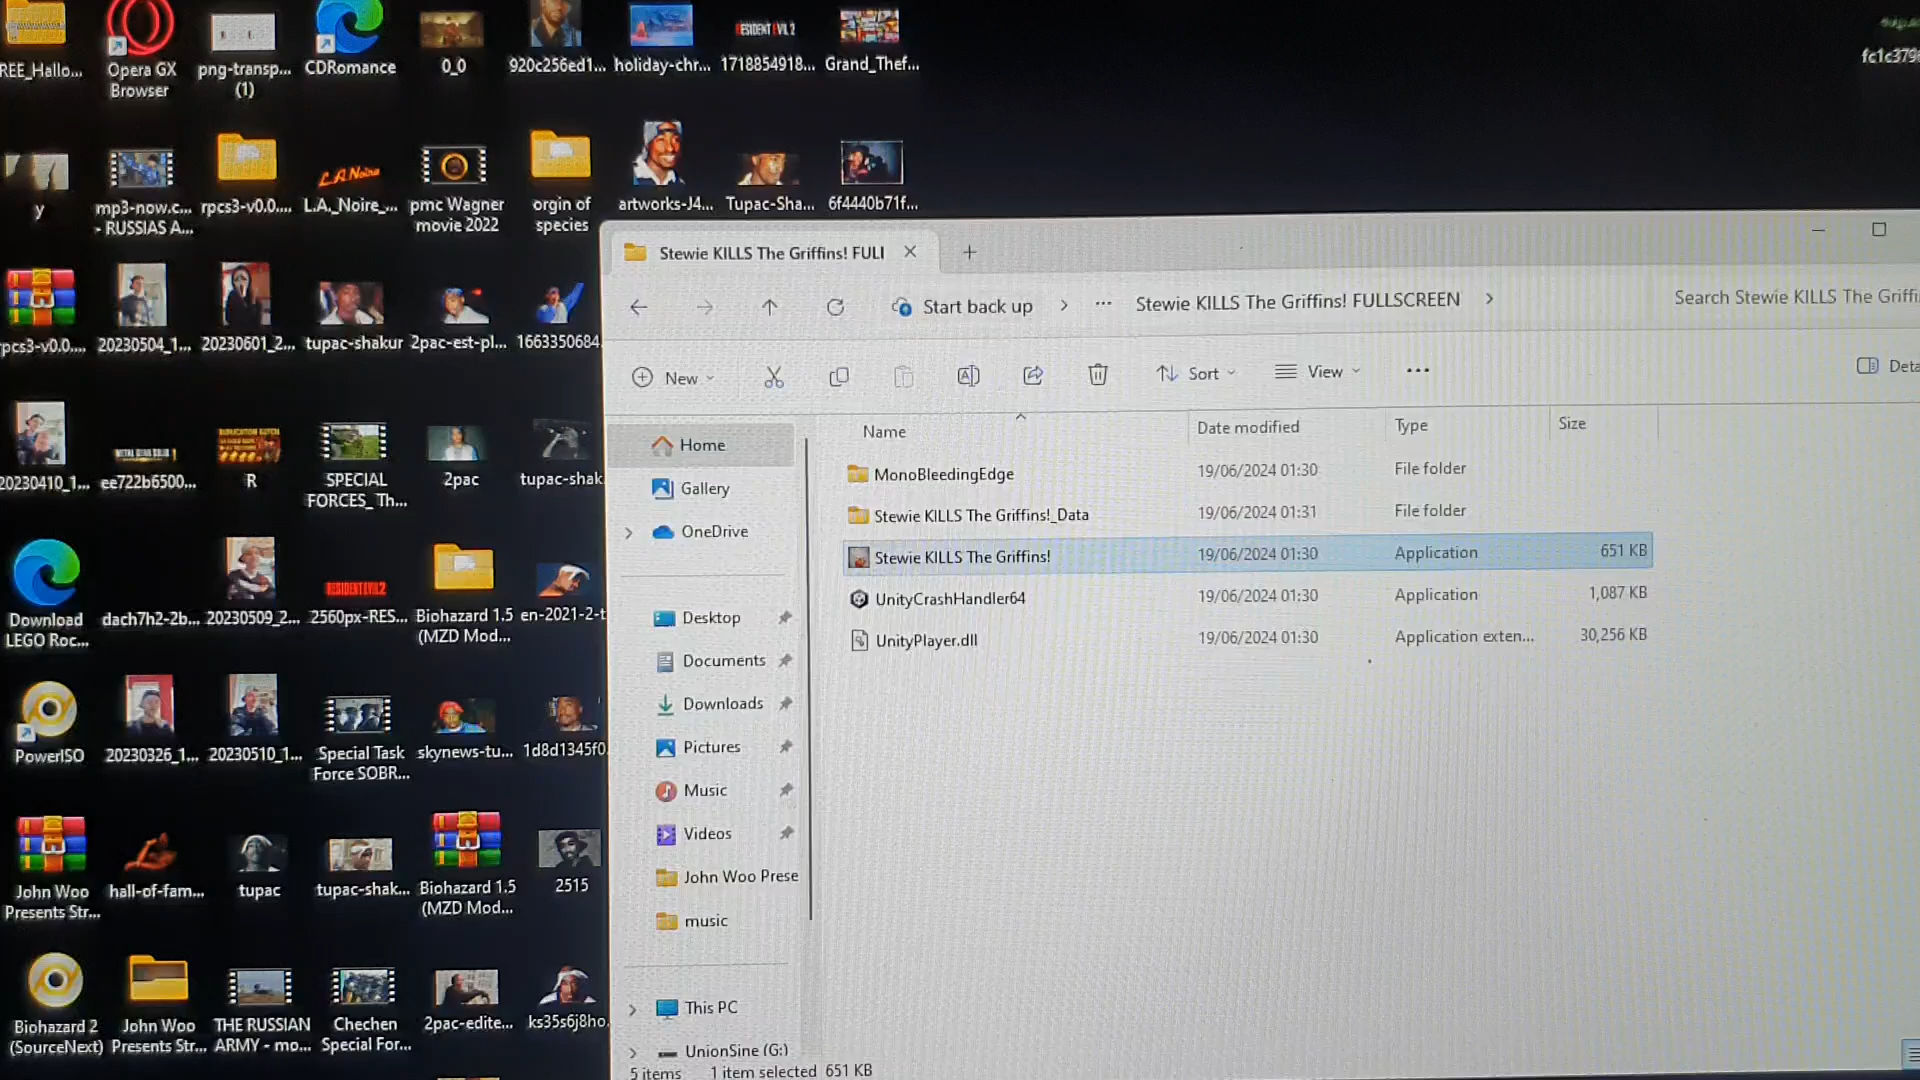 REE_Hallo...
Opera GX
Browser
png-transp...
(1)
CDRomance
0_0
920c256ed1...
holiday-chr...
RESIDENT EVIL 2
1718854918...
Grand_Thef...
fc1c379
y
mp3-now.c...
- RUSSIAS A...
rpcs3-v0.0....
L.A. Noire
L.A._Noire_...
pmc Wagner
movie 2022
orgin of
species
artworks-J4...
Tupac-Sha...
6f4440b71f...
rpcs3-v0.0....
20230504_1...
20230601_2...
tupac-shakur
2pac-est-pl...
1663350684
20230410_1...
METAL GEAR SOLID
ee722b6500...
R
SPECIAL
FORCES_ Th...
2pac
tupac-shak
Download
LEGO Roc...
dach7h2-2b...
20230509_2...
RESIDENT EVIL 2
2560px-RES...
Biohazard 1.5
(MZD Mod...
en-2021-2-t
PowerISO
20230326_1...
20230510_1...
Special Task
Force SOBR...
skynews-tu...
1d8d1345f0
John Woo
Presents Str...
hall-of-fam...
tupac
tupac-shak...
Biohazard 1.5
(MZD Mod...
2515
Biohazard 2
(SourceNext)
John Woo
Presents Str...
THE RUSSIAN
ARMY - mo...
Chechen
Special For...
2pac-edite...
ks35s6j8ho
Stewie KILLS The Griffins! FULI
Start back up
Stewie KILLS The Griffins! FULLSCREEN
Search Stewie KILLS The Griffi
New
Sort
View
Deta
Home
Gallery
OneDrive
Desktop
Documents
Downloads
Pictures
Music
Videos
John Woo Prese
music
This PC
UnionSine (G:)
Name Date modified Type Size
MonoBleedingEdge 19/06/2024 01:30 File folder
Stewie KILLS The Griffins!_Data 19/06/2024 01:31 File folder
Stewie KILLS The Griffins! 19/06/2024 01:30 Application 651 KB
UnityCrashHandler64 19/06/2024 01:30 Application 1,087 KB
UnityPlayer.dll 19/06/2024 01:30 Application exten... 30,256 KB
5 items 1 item selected 651 KB